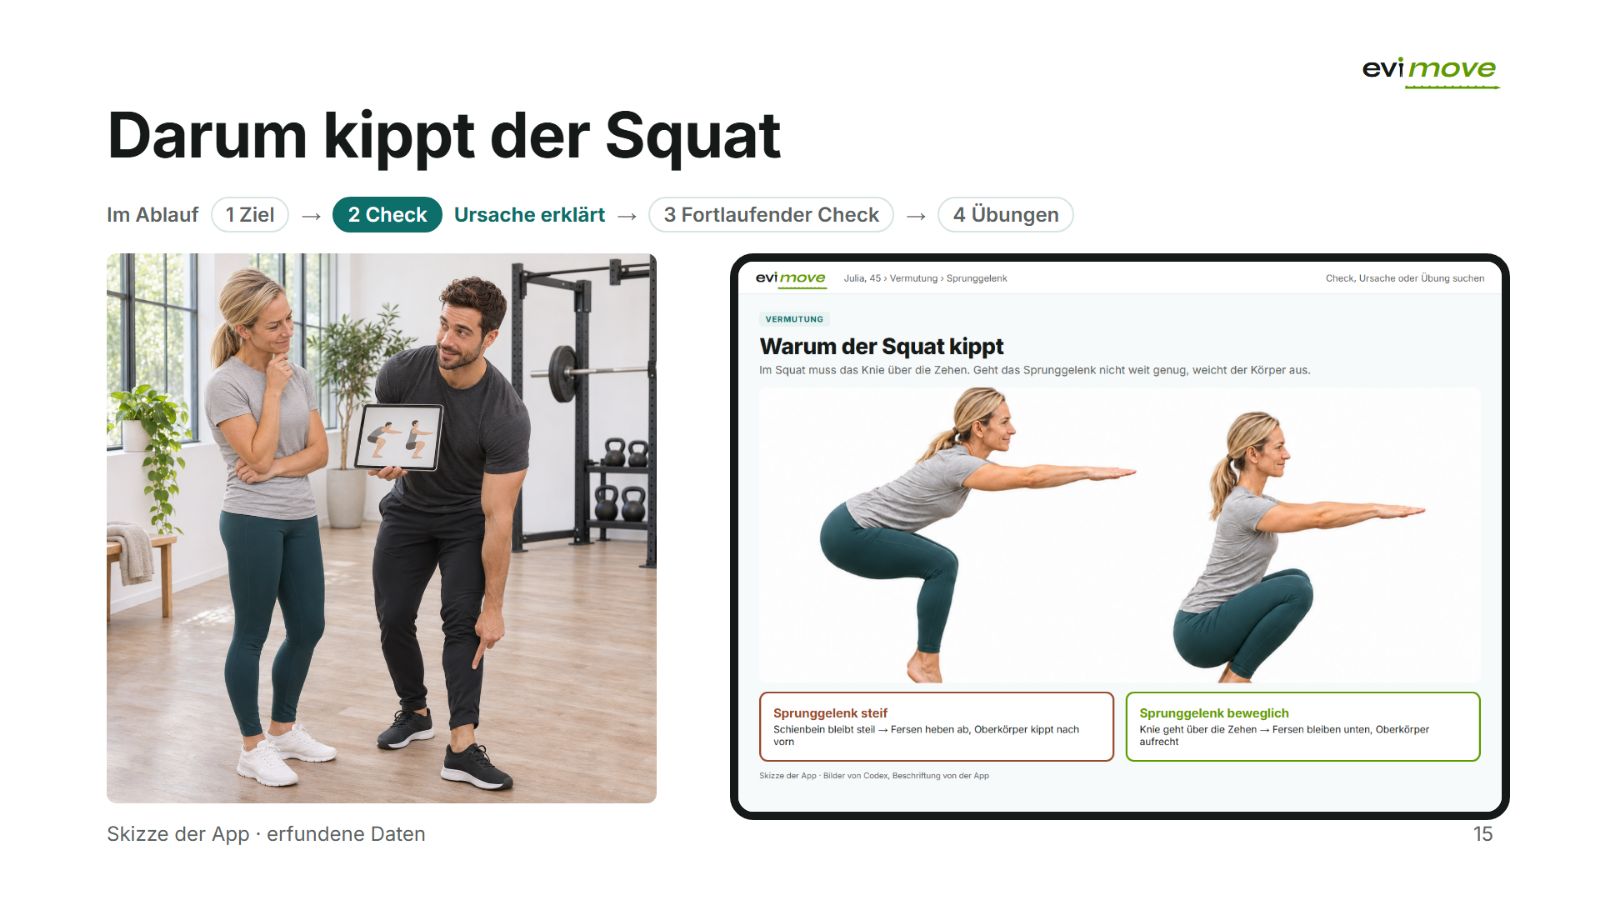 evimove
Darum kippt der Squat
Im Ablauf 1 Ziel → 2 Check Ursache erklärt → 3 Fortlaufender Check → 4 Übungen
evimove Julia, 45 › Vermutung › Sprunggelenk Check, Ursache oder Übung suchen
VERMUTUNG
Warum der Squat kippt
Im Squat muss das Knie über die Zehen. Geht das Sprunggelenk nicht weit genug, weicht der Körper aus.
Sprunggelenk steif
Schienbein bleibt steil → Fersen heben ab, Oberkörper kippt nach
vorn
Sprunggelenk beweglich
Knie geht über die Zehen → Fersen bleiben unten, Oberkörper
aufrecht
Skizze der App · Bilder von Codex, Beschriftung von der App
Skizze der App · erfundene Daten
15